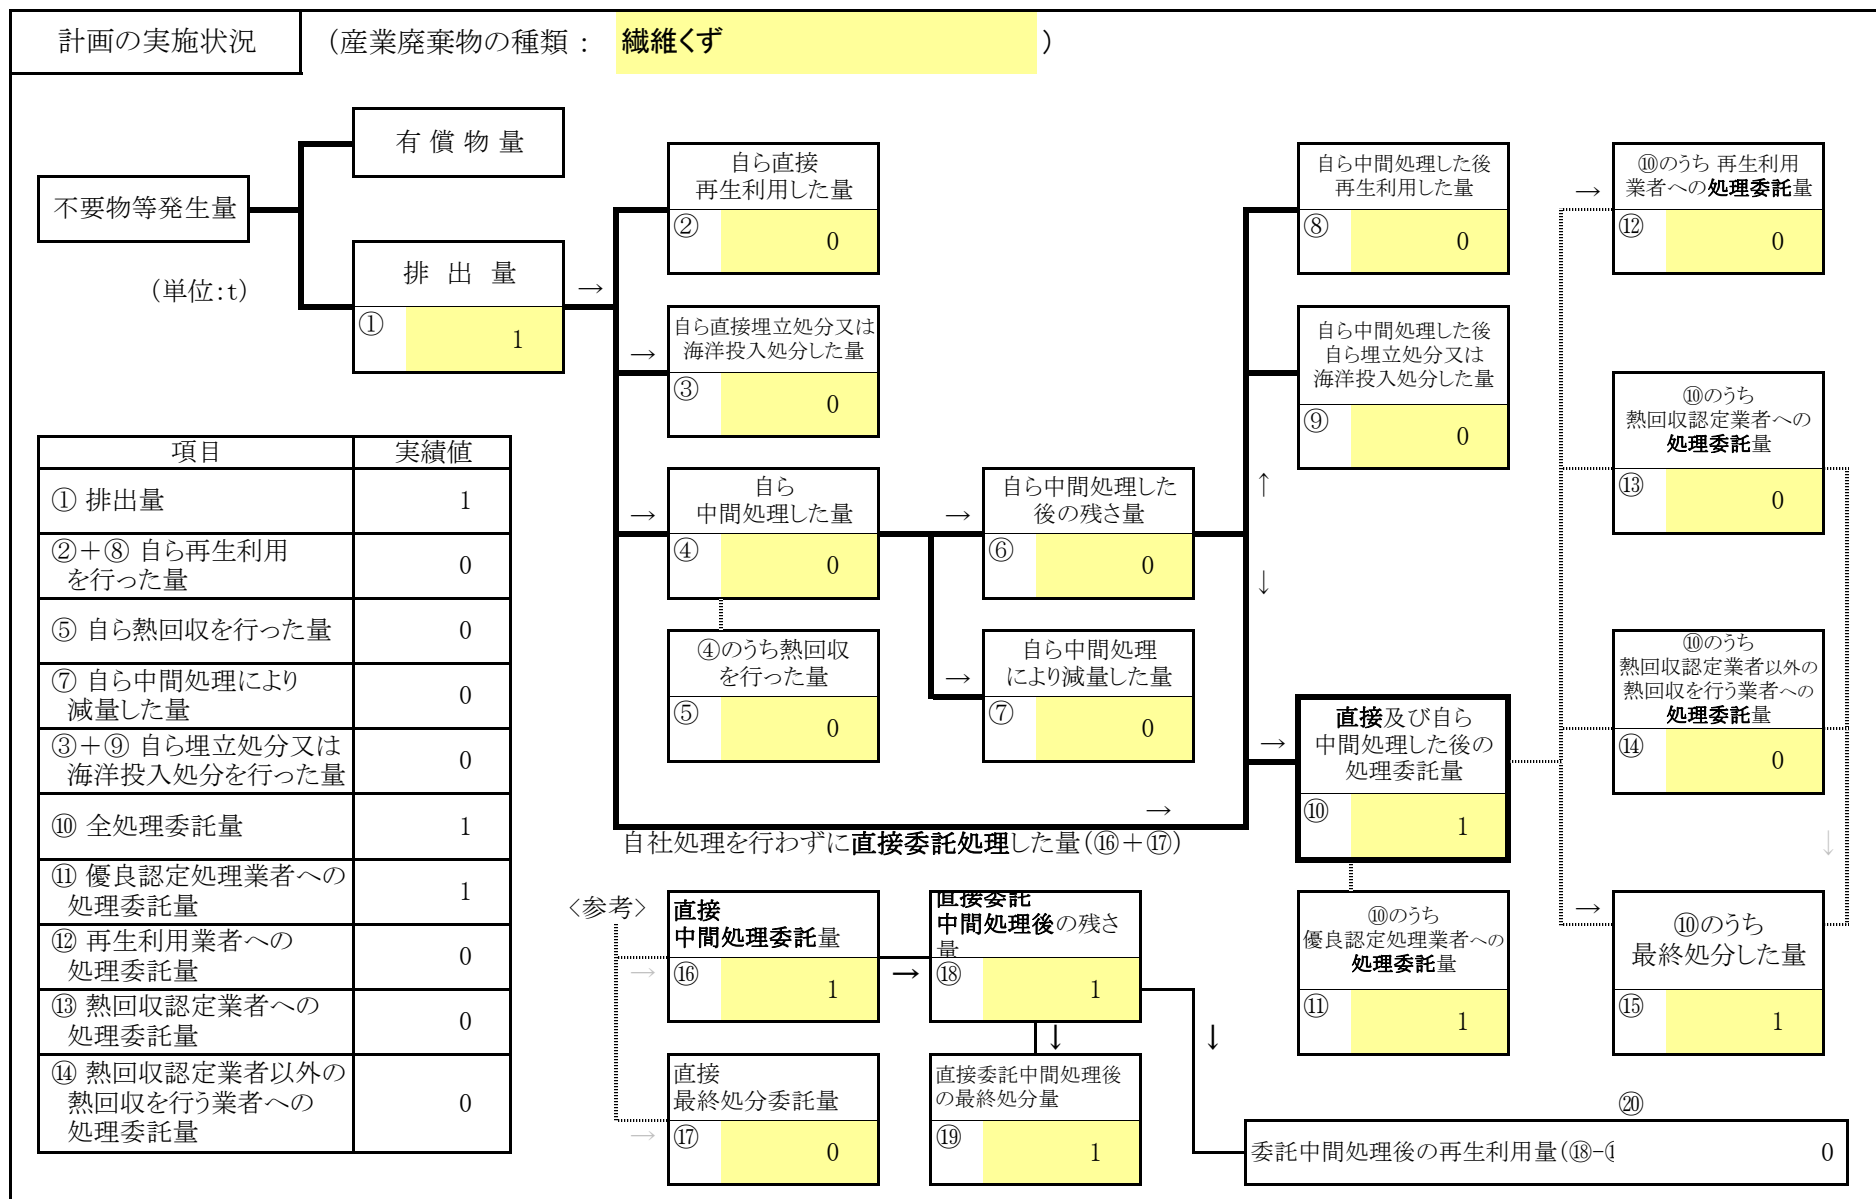 計画の実施状況
（産業廃棄物の種類： 繊維くず ）
不要物等発生量
（単位：t）
有 償 物 量
排 出 量
→
① 1
自ら直接
再生利用した量
② 0
自ら直接埋立処分又は
海洋投入処分した量
→
③ 0
自ら
中間処理した量
→
④ 0
④のうち熱回収
を行った量
⑤ 0
自ら中間処理した
後の残さ量
→
⑥ 0
自ら中間処理
により減量した量
→
⑦ 0
自ら中間処理した後
再生利用した量
⑧ 0
自ら中間処理した後
自ら埋立処分又は
海洋投入処分した量
⑨ 0
↑
↓
直接及び自ら
中間処理した後の
処理委託量
→
⑩ 1
⑩のうち
優良認定処理業者への
処理委託量
⑪ 1
⑩のうち 再生利用
業者への処理委託量
→
⑫ 0
⑩のうち
熱回収認定業者への
処理委託量
⑬ 0
⑩のうち
熱回収認定業者以外の
熱回収を行う業者への
処理委託量
⑭ 0
↓
⑩のうち
最終処分した量
→
⑮ 1
→
自社処理を行わずに直接委託処理した量（⑯＋⑰）
＜参考＞
直接
中間処理委託量
→
⑯ 1
直接
最終処分委託量
→
⑰ 0
直接委託
中間処理後の残さ
量
→
⑱ 1
↓
直接委託中間処理後
の最終処分量
⑲ 1
↓
⑳
委託中間処理後の再生利用量（⑱-
0
項目 実績値
① 排出量 1
②＋⑧ 自ら再生利用
を行った量 0
⑤ 自ら熱回収を行った量 0
⑦ 自ら中間処理により
減量した量 0
③＋⑨ 自ら埋立処分又は
海洋投入処分を行った量 0
⑩ 全処理委託量 1
⑪ 優良認定処理業者への
処理委託量 1
⑫ 再生利用業者への
処理委託量 0
⑬ 熱回収認定業者への
処理委託量 0
⑭ 熱回収認定業者以外の
熱回収を行う業者への
処理委託量 0